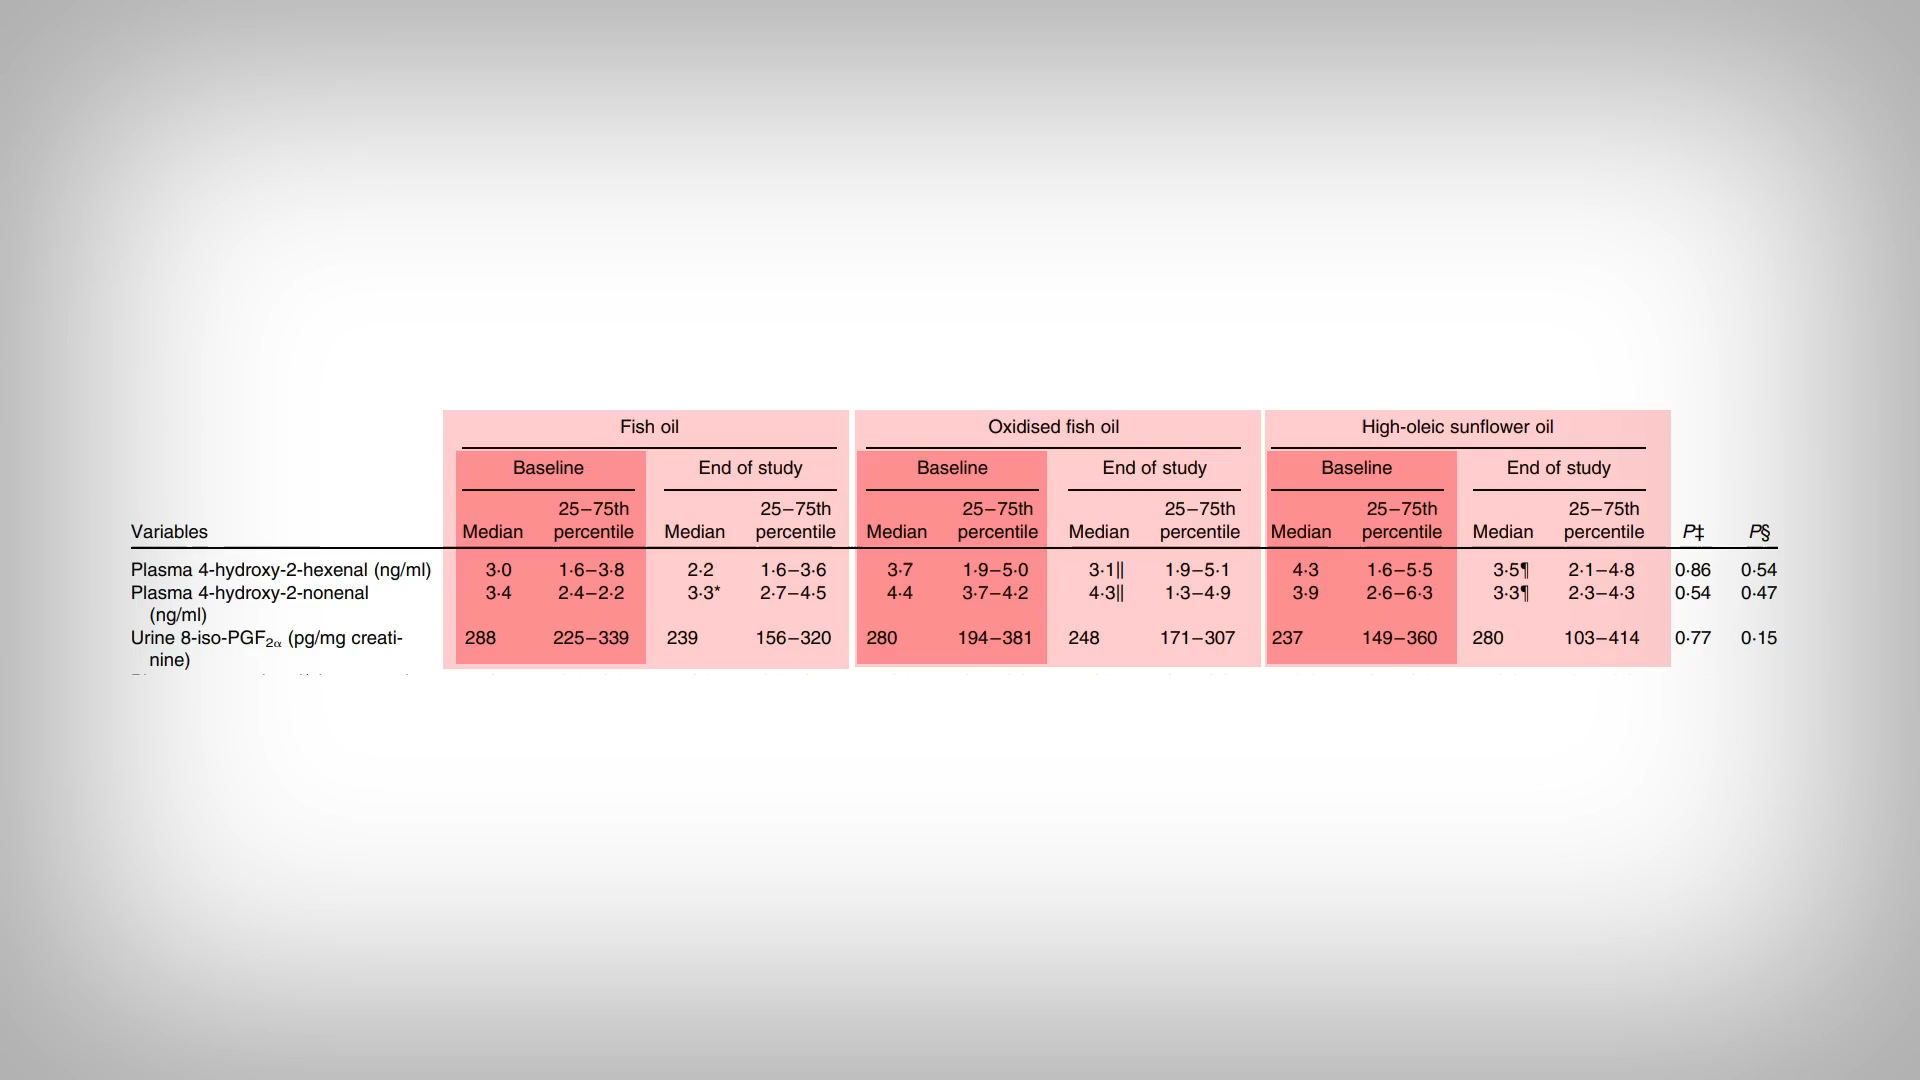 Fish oil Oxidised fish oil High-oleic sunflower oil
Baseline End of study Baseline End of study Baseline End of study
25–75th 25–75th 25–75th 25–75th 25–75th 25–75th
Variables Median percentile Median percentile Median percentile Median percentile Median percentile Median percentile P‡ P§
Plasma 4-hydroxy-2-hexenal (ng/ml) 3·0 1·6–3·8 2·2 1·6–3·6 3·7 1·9–5·0 3·1|| 1·9–5·1 4·3 1·6–5·5 3·5¶ 2·1–4·8 0·86 0·54
Plasma 4-hydroxy-2-nonenal 3·4 2·4–2·2 3·3* 2·7–4·5 4·4 3·7–4·2 4·3|| 1·3–4·9 3·9 2·6–6·3 3·3¶ 2·3–4·3 0·54 0·47
(ng/ml)
Urine 8-iso-PGF2α (pg/mg creati- 288 225–339 239 156–320 280 194–381 248 171–307 237 149–360 280 103–414 0·77 0·15
nine)